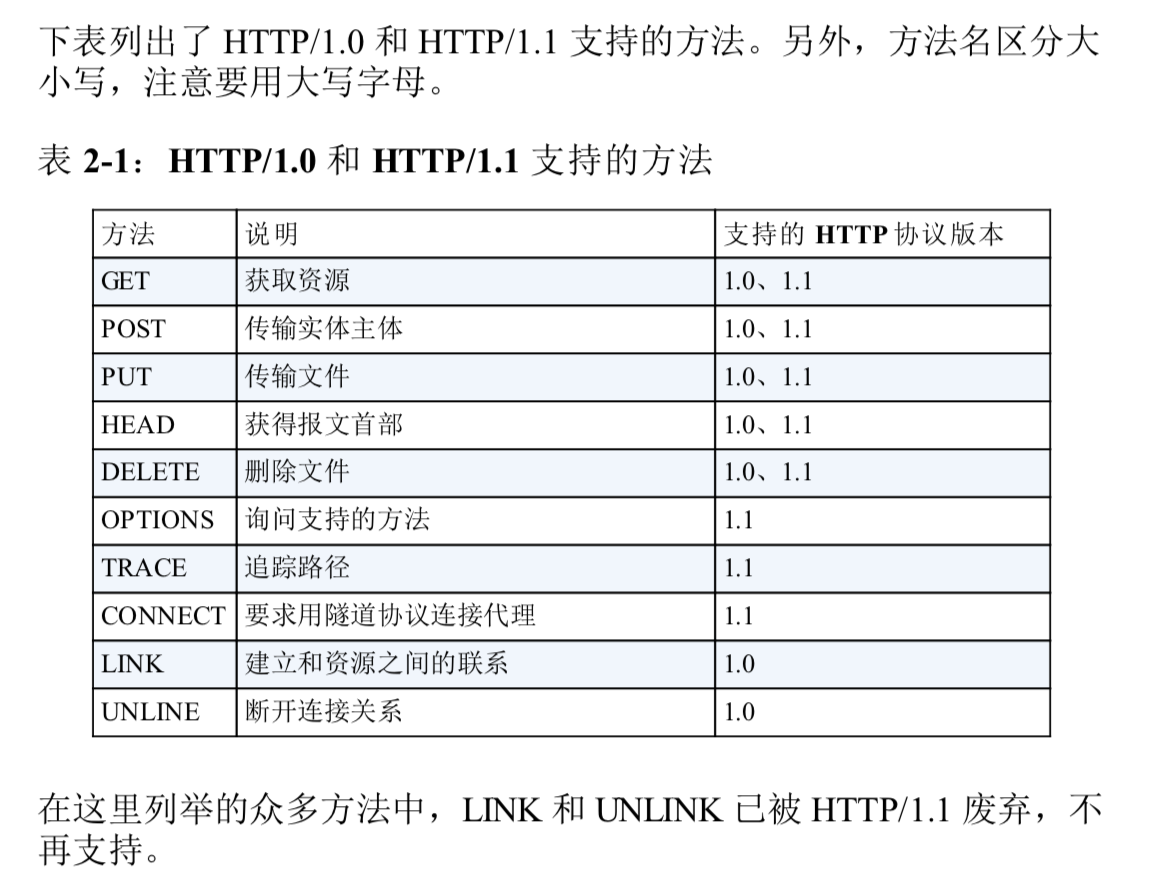 下表列出了 HTTP/1.0 和 HTTP/1.1 支持的方法。另外，方法名区分大
小写，注意要用大写字母。
表 2-1：HTTP/1.0 和 HTTP/1.1 支持的方法
方法 说明 支持的 HTTP 协议版本
GET 获取资源 1.0、1.1
POST 传输实体主体 1.0、1.1
PUT 传输文件 1.0、1.1
HEAD 获得报文首部 1.0、1.1
DELETE 删除文件 1.0、1.1
OPTIONS 询问支持的方法 1.1
TRACE 追踪路径 1.1
CONNECT 要求用隧道协议连接代理 1.1
LINK 建立和资源之间的联系 1.0
UNLINE 断开连接关系 1.0
在这里列举的众多方法中，LINK 和 UNLINK 已被 HTTP/1.1 废弃，不
再支持。